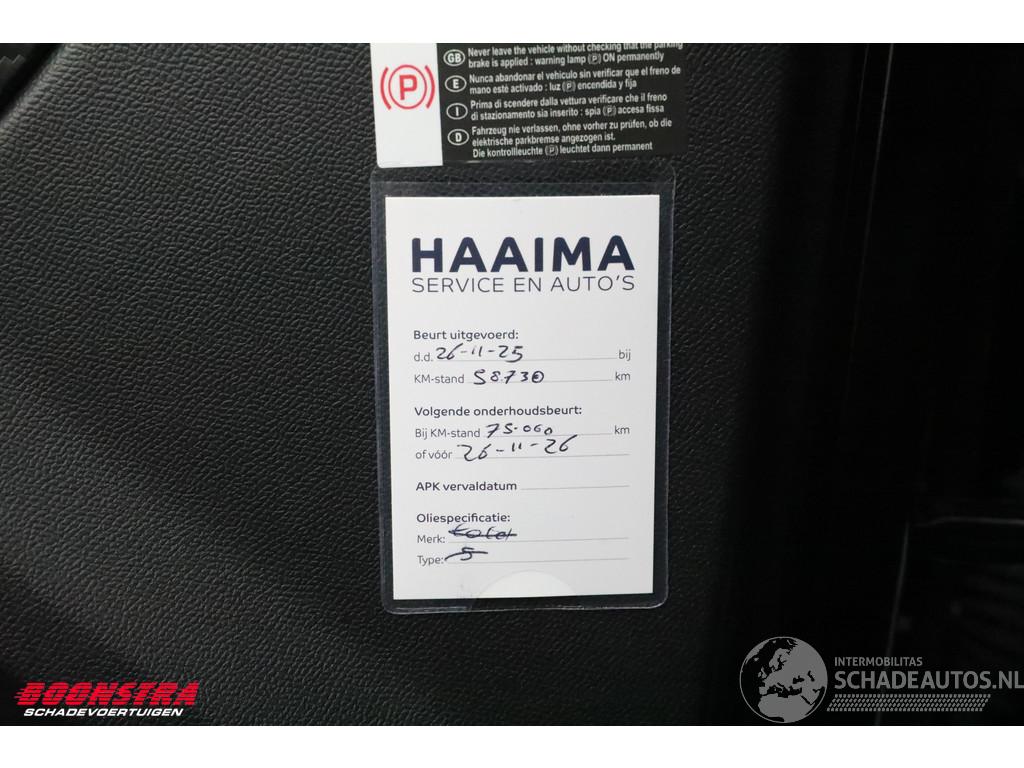 GB Never leave the vehicle without checking that the parking
brake is applied : warning lamp (P) ON permanently
E Nunca abandonar el vehiculo sin verificar que el freno de
mano esté activado : luz (P) encendida y fija
P
I Prima di scendere dalla vettura verificare che il freno
di stazionamento sia inserito : spia (P) accesa fissa
D Fahrzeug nie verlassen, ohne vorher zu prüfen, ob die
elektrische parkbremse angezogen ist.
Die kontrolleuchte (P) leuchtet dann permanent
HAAIMA
SERVICE EN AUTO'S
Beurt uitgevoerd:
d.d. 26-11-25 bij
KM-stand 58730 km
Volgende onderhoudsbeurt:
Bij KM-stand 75.060 km
of vóór 26-11-26
APK vervaldatum
Oliespecificatie:
Merk:
Type: 5
BOONSTRA
SCHADEVOERTUIGEN
INTERMOBILITAS
SCHADEAUTOS.NL